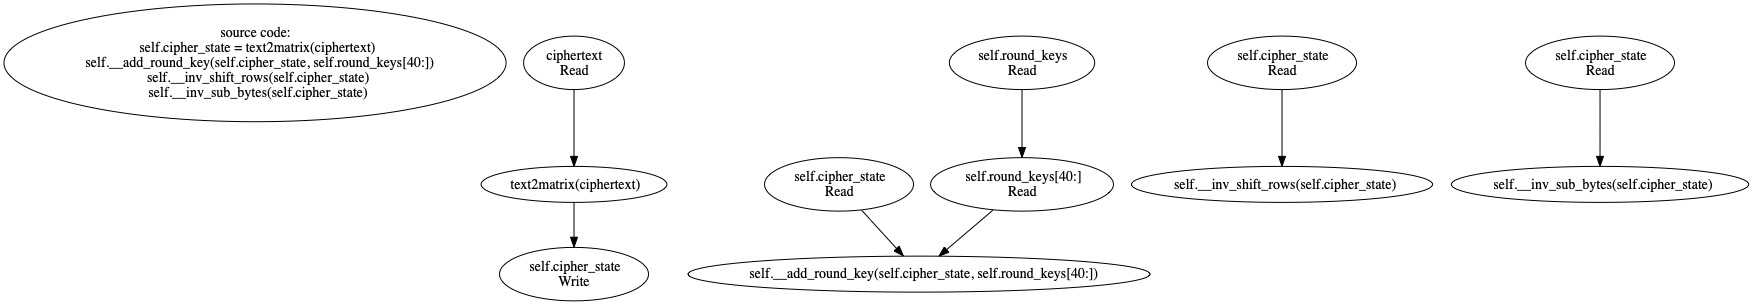 source code:
self.cipher_state = text2matrix(ciphertext)
self.__add_round_key(self.cipher_state, self.round_keys[40:])
self.__inv_shift_rows(self.cipher_state)
self.__inv_sub_bytes(self.cipher_state)
ciphertext
Read
text2matrix(ciphertext)
self.cipher_state
Write
self.round_keys
Read
self.cipher_state
Read
self.round_keys[40:]
Read
self.__add_round_key(self.cipher_state, self.round_keys[40:])
self.cipher_state
Read
self.__inv_shift_rows(self.cipher_state)
self.cipher_state
Read
self.__inv_sub_bytes(self.cipher_state)